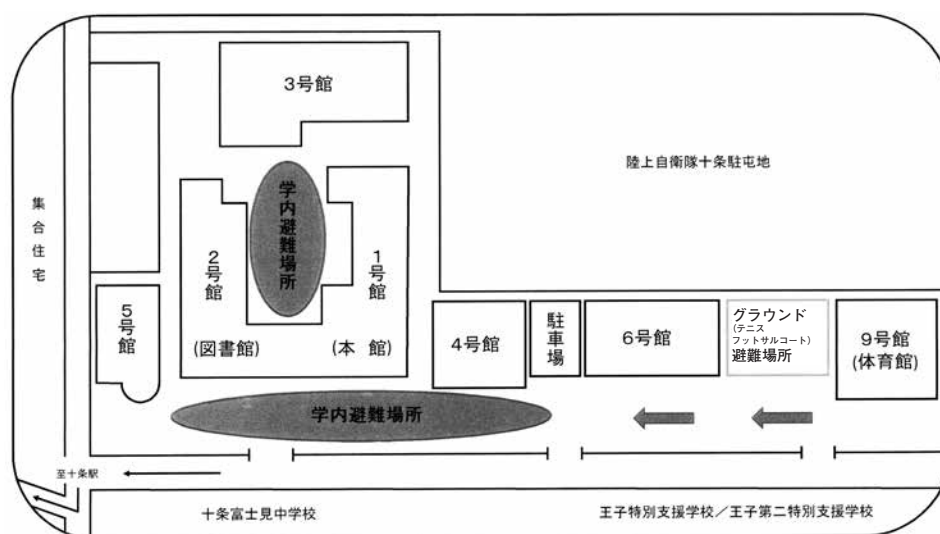 3号館
陸上自衛隊十条駐屯地
集合住宅
学内避難場所
2号館
(図書館)
1号館
(本 館)
5号館
4号館
駐車場
6号館
グラウンド
(テニス
フットサルコート)
避難場所
9号館
(体育館)
学内避難場所
至十条駅
十条富士見中学校
王子特別支援学校／王子第二特別支援学校